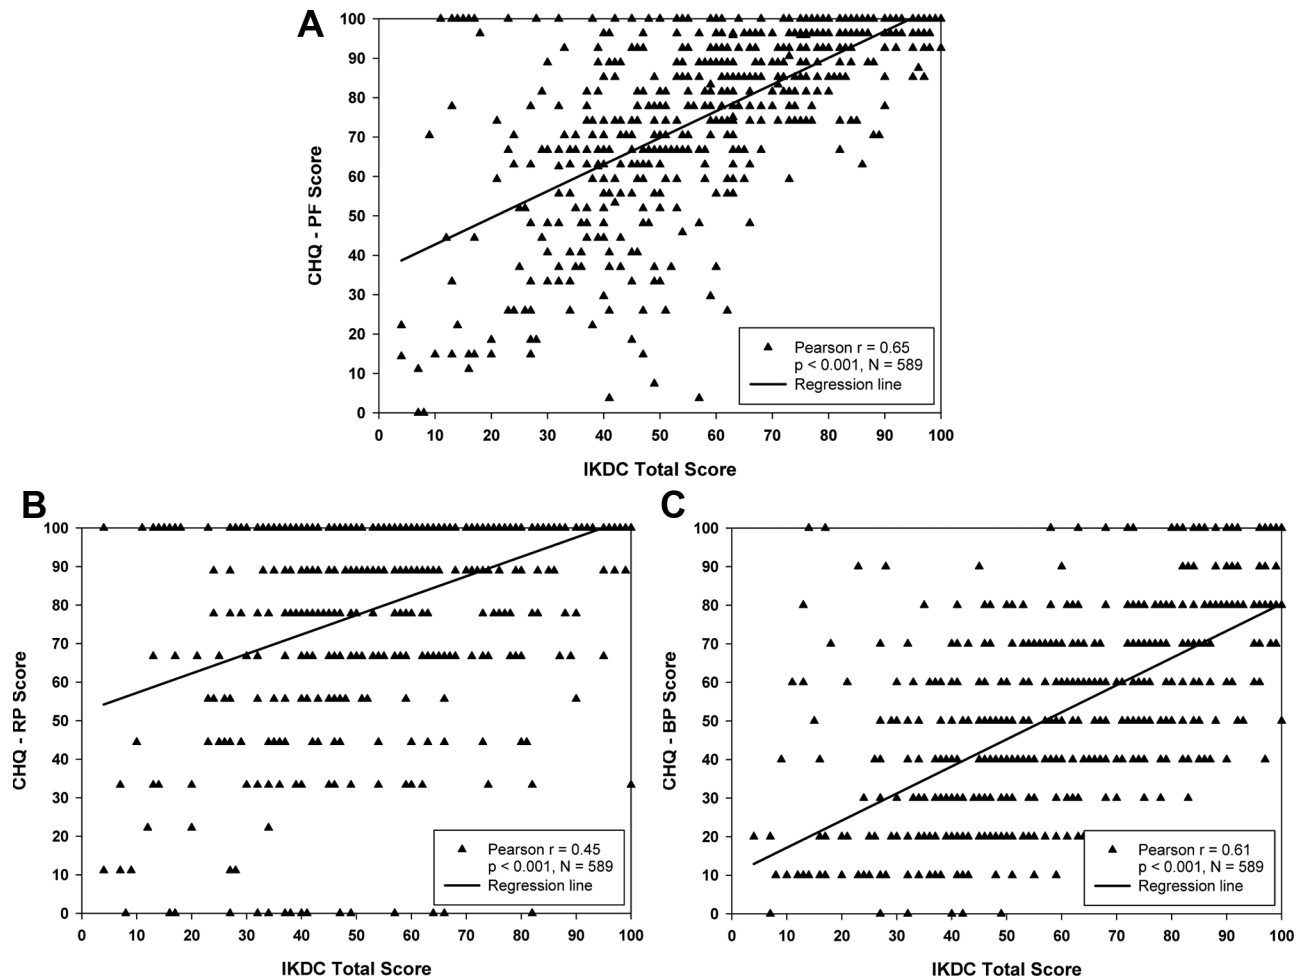 A
CHQ - PF Score
100
90
80
70
60
50
40
30
20
10
0
0 10 20 30 40 50 60 70 80 90 100
IKDC Total Score
Pearson r = 0.65
p < 0.001, N = 589
Regression line
B
CHQ - RP Score
100
90
80
70
60
50
40
30
20
10
0
0 10 20 30 40 50 60 70 80 90 100
IKDC Total Score
Pearson r = 0.45
p < 0.001, N = 589
Regression line
C
CHQ - BP Score
100
90
80
70
60
50
40
30
20
10
0
0 10 20 30 40 50 60 70 80 90 100
IKDC Total Score
Pearson r = 0.61
p < 0.001, N = 589
Regression line